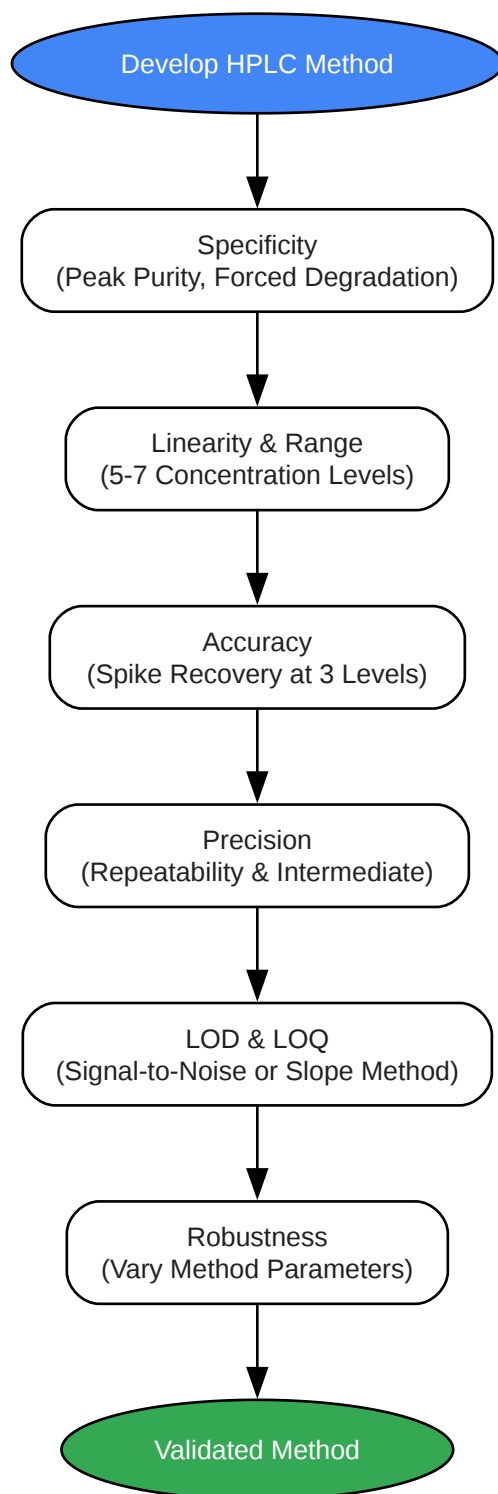 Develop HPLC Method
Specificity
(Peak Purity, Forced Degradation)
Linearity & Range
(5-7 Concentration Levels)
Accuracy
(Spike Recovery at 3 Levels)
Precision
(Repeatability & Intermediate)
LOD & LOQ
(Signal-to-Noise or Slope Method)
Robustness
(Vary Method Parameters)
Validated Method